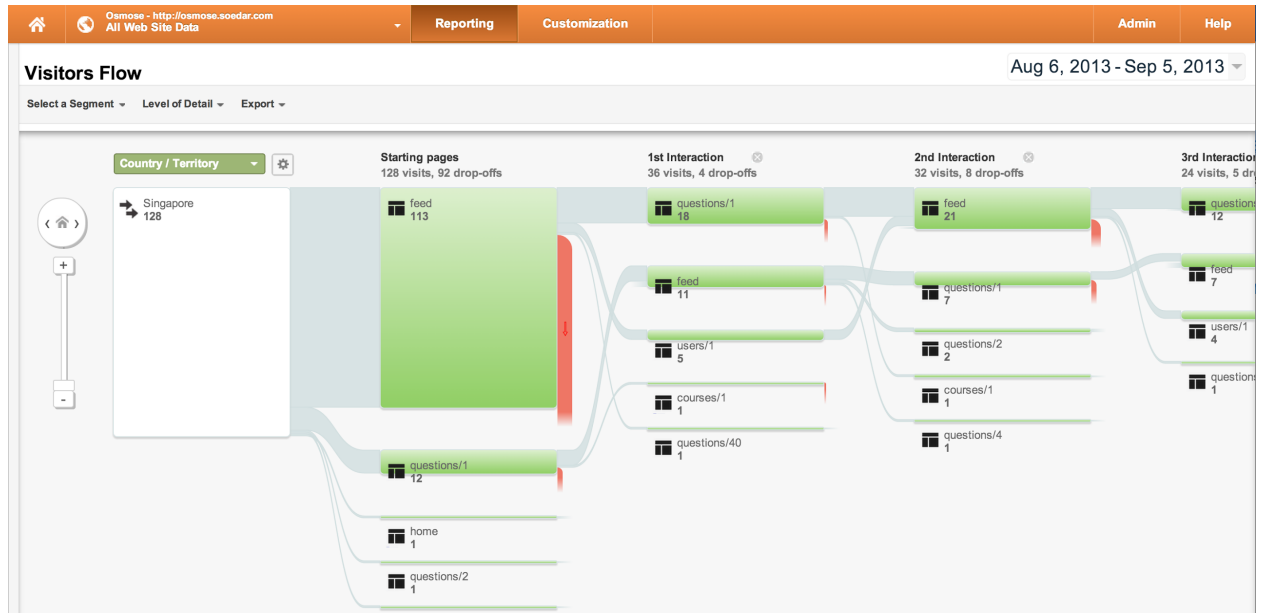 Osmose - http://osmose.soedar.com
All Web Site Data
Reporting
Customization
Admin
Help
Visitors Flow
Aug 6, 2013 - Sep 5, 2013
Select a Segment
Level of Detail
Export
Country / Territory
Starting pages
128 visits, 92 drop-offs
1st Interaction
36 visits, 4 drop-offs
2nd Interaction
32 visits, 8 drop-offs
3rd Interaction
24 visits, 5
Singapore
128
feed
113
questions/1
12
home
1
questions/2
1
questions/1
18
feed
11
users/1
5
courses/1
1
questions/40
1
feed
21
questions/1
7
questions/2
2
courses/1
1
questions/4
1
questions
12
feed
7
users/1
4
questions
1
+
-